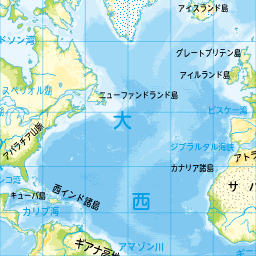 アイスランド島
ドソン湾
グレートブリテン島
アイルランド島
スペリオル湖
ニューファンドランド島
ビスケー湾
大
アパラチア山脈
ジブラルタル海峡
アトラ
カナリア諸島
シコ湾
キューバ島
西インド諸島
サハ
西
カリブ海
ギアナ高地
アマゾン川